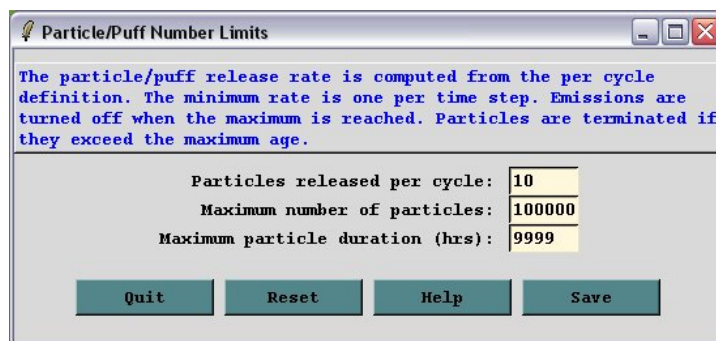 Particle/Puff Number Limits
The particle/puff release rate is computed from the per cycle
definition. The minimum rate is one per time step. Emissions are
turned off when the maximum is reached. Particles are terminated if
they exceed the maximum age.
Particles released per cycle: 10
Maximum number of particles: 100000
Maximum particle duration (hrs): 9999
Quit Reset Help Save